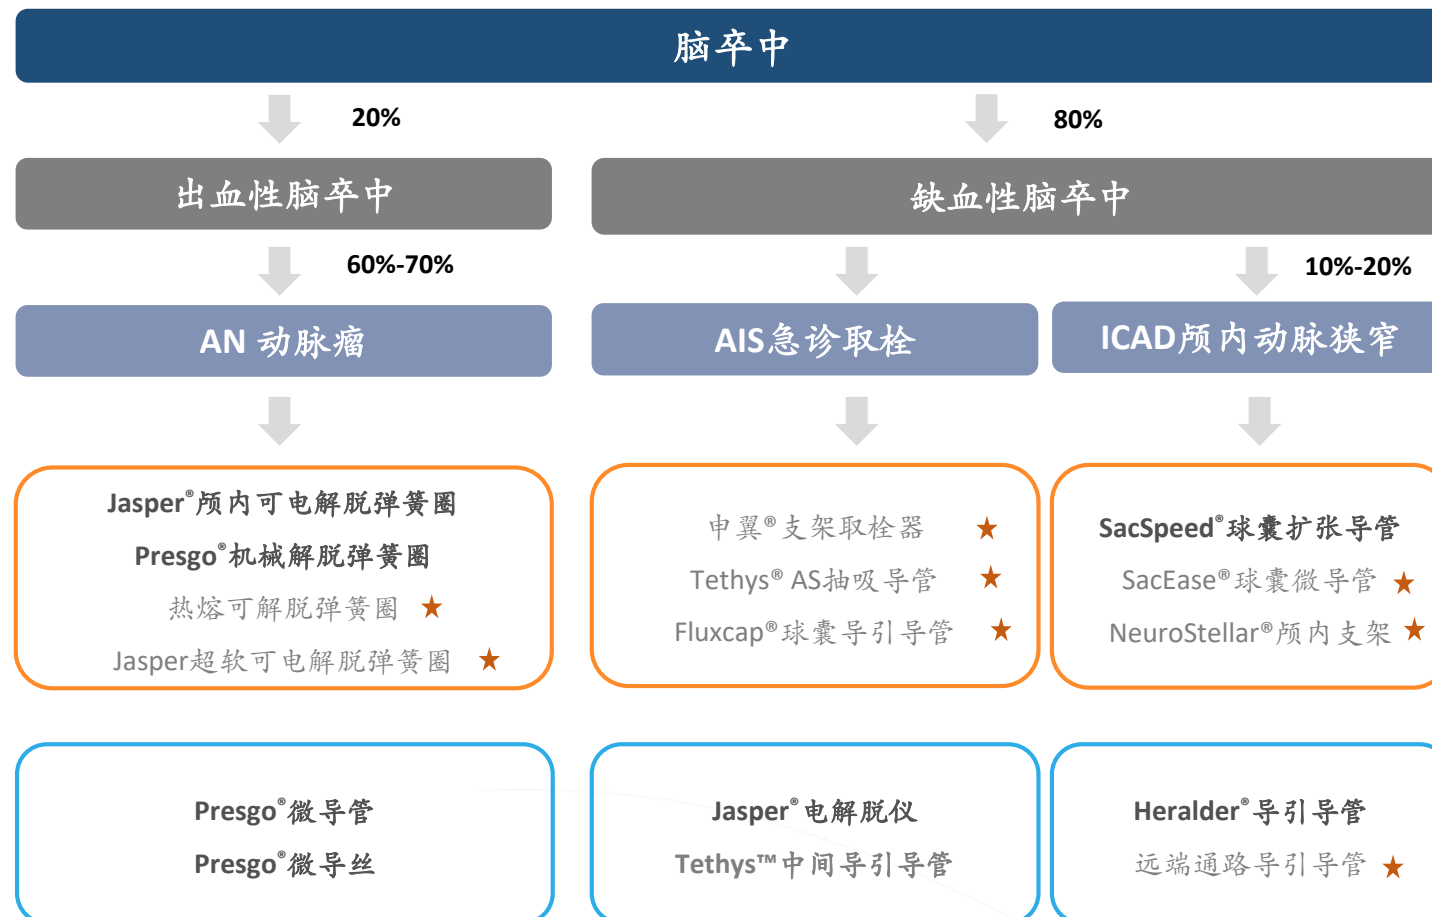 脑卒中
20%
80%
出血性脑卒中
缺血性脑卒中
60%-70%
10%-20%
AN 动脉瘤
AIS急诊取栓
ICAD颅内动脉狭窄
Jasper®颅内可电解脱弹簧圈
Presgo®机械解脱弹簧圈
热熔可解脱弹簧圈
Jasper超软可电解脱弹簧圈
申翼®支架取栓器
Tethys® AS抽吸导管
Fluxcap®球囊导引导管
SacSpeed®球囊扩张导管
SacEase®球囊微导管
NeuroStellar®颅内支架
Presgo®微导管
Presgo®微导丝
Jasper®电解脱仪
Tethys™中间导引导管
Heralder®导引导管
远端通路导引导管